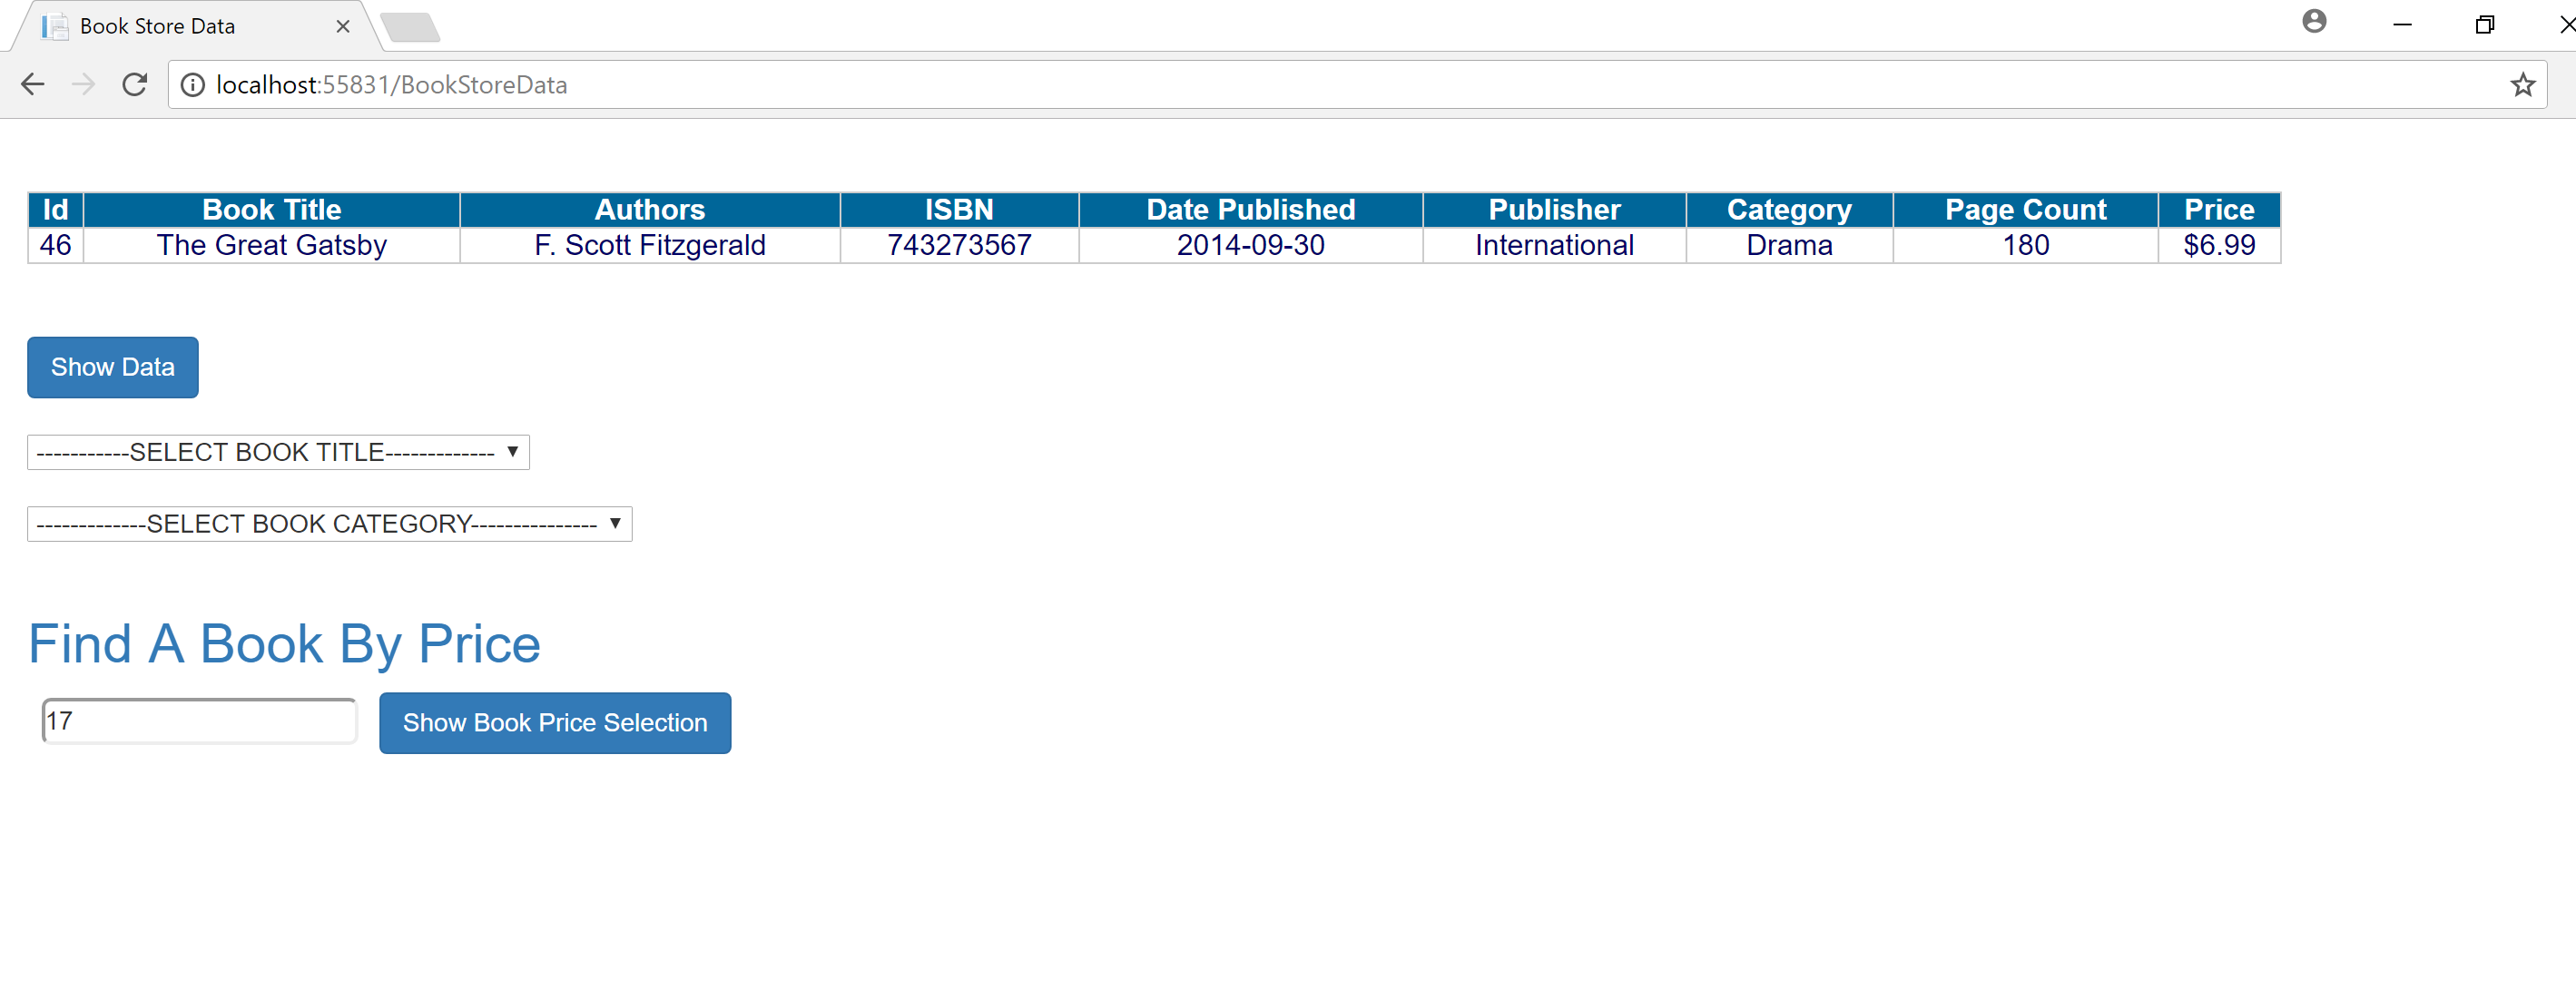 Book Store Data
localhost:55831/BookStoreData
Id Book Title Authors ISBN Date Published Publisher Category Page Count Price
46 The Great Gatsby F. Scott Fitzgerald 743273567 2014-09-30 International Drama 180 $6.99
Show Data
-----------SELECT BOOK TITLE-------------
-------------SELECT BOOK CATEGORY---------------
Find A Book By Price
17 Show Book Price Selection